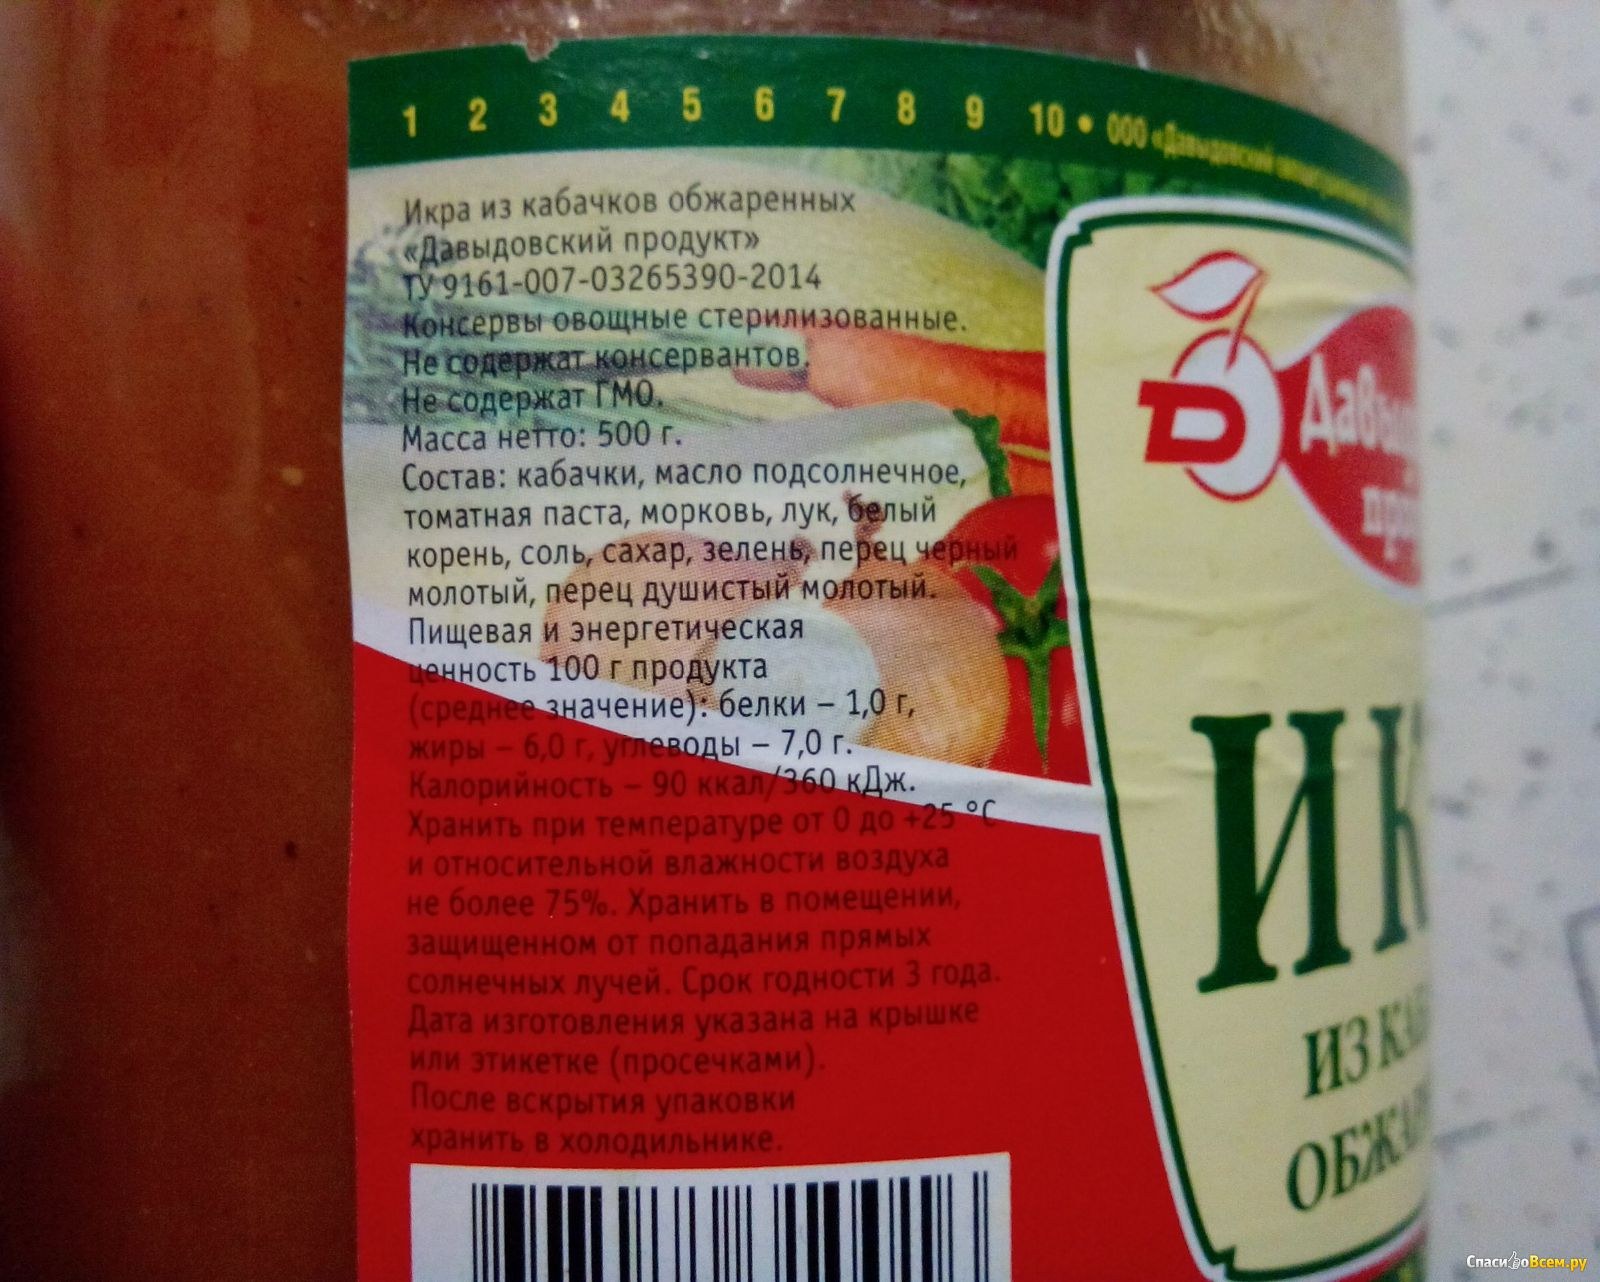 1 2 3 4 5 6 7 8 9 10 • ООО «Давыдовский
Икра из кабачков обжаренных
«Давыдовский продукт»
ТУ 9161-007-03265390-2014
Консервы овощные стерилизованные.
Не содержат консервантов.
Не содержат ГМО.
Масса нетто: 500 г.
Состав: кабачки, масло подсолнечное,
томатная паста, морковь, лук, белый
корень, соль, сахар, зелень, перец черный
молотый, перец душистый молотый.
Пищевая и энергетическая
ценность 100 г продукта
(среднее значение): белки – 1,0 г,
жиры – 6,0 г, углеводы – 7,0 г.
Калорийность – 90 ккал/360 кДж.
Хранить при температуре от 0 до +25 °С
и относительной влажности воздуха
не более 75%. Хранить в помещении,
защищенном от попадания прямых
солнечных лучей. Срок годности 3 года.
Дата изготовления указана на крышке
или этикетке (просечками).
После вскрытия упаковки
хранить в холодильнике.
Давы
про
ИК
ИЗ КА
ОБЖА
СпасибоВсем.ру